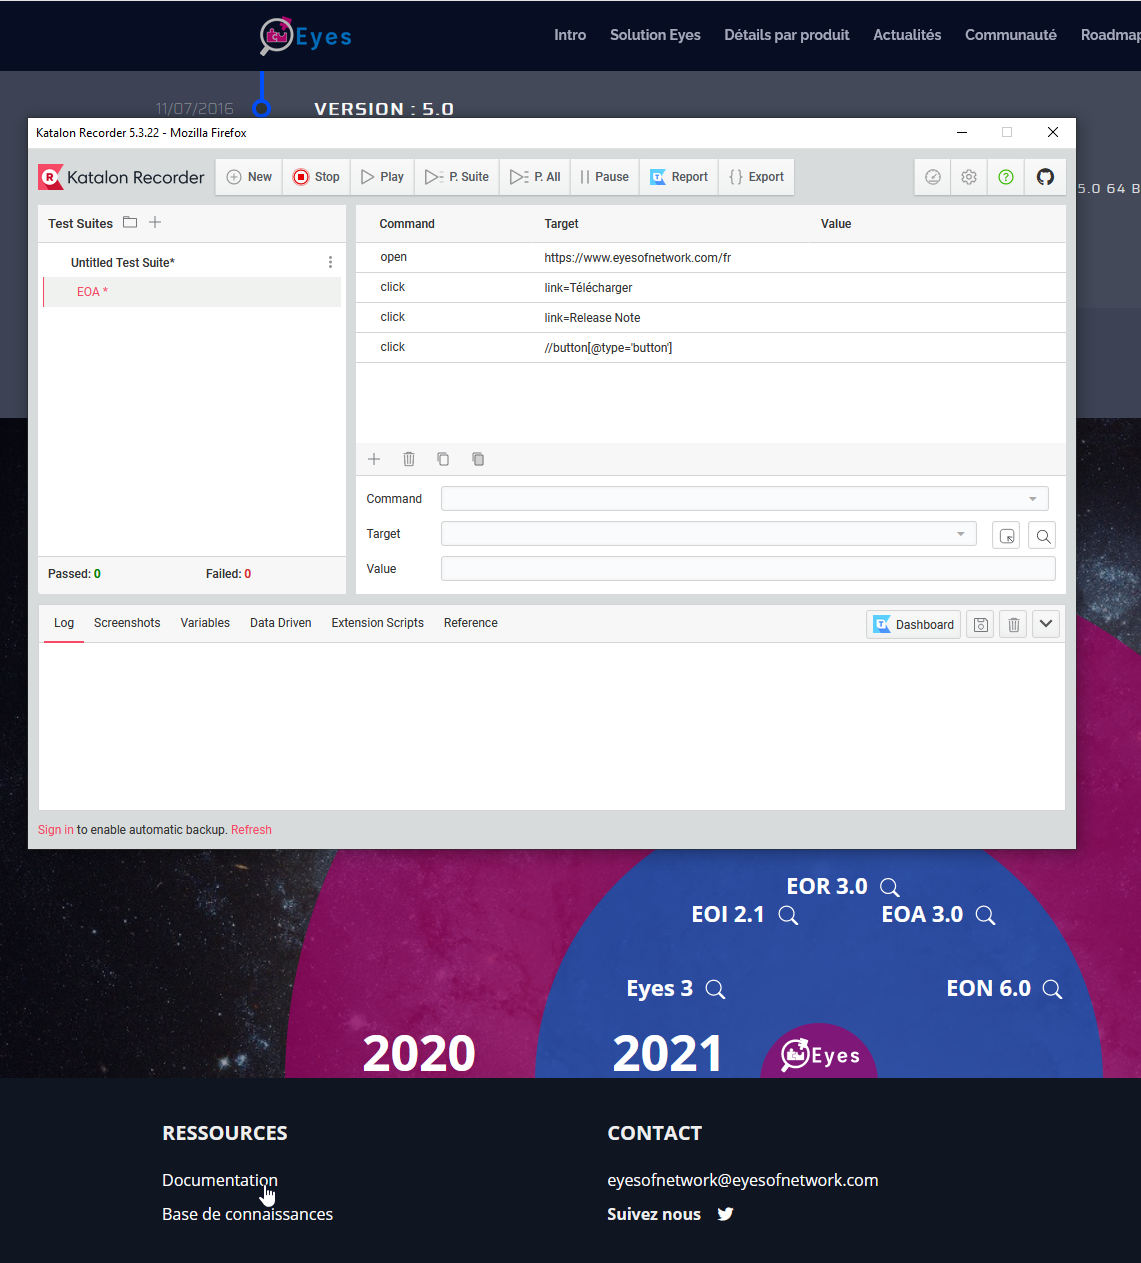 Eyes
Intro Solution Eyes Détails par produit Actualités Communauté Roadmap
11/07/2016 VERSION : 5.0
Katalon Recorder 5.3.22 - Mozilla Firefox
R Katalon Recorder New Stop Play P. Suite P. All Pause Report Export
5.0 64 B
Test Suites
Untitled Test Suite*
EOA *
Passed: 0 Failed: 0
Command Target Value
open https://www.eyesofnetwork.com/fr
click link=Télécharger
click link=Release Note
click //button[@type='button']
Command
Target
Value
Log Screenshots Variables Data Driven Extension Scripts Reference Dashboard
Sign in to enable automatic backup. Refresh
EOR 3.0
EOI 2.1 EOA 3.0
Eyes 3 EON 6.0
2020 2021 Eyes
RESSOURCES
Documentation
Base de connaissances
CONTACT
eyesofnetwork@eyesofnetwork.com
Suivez nous